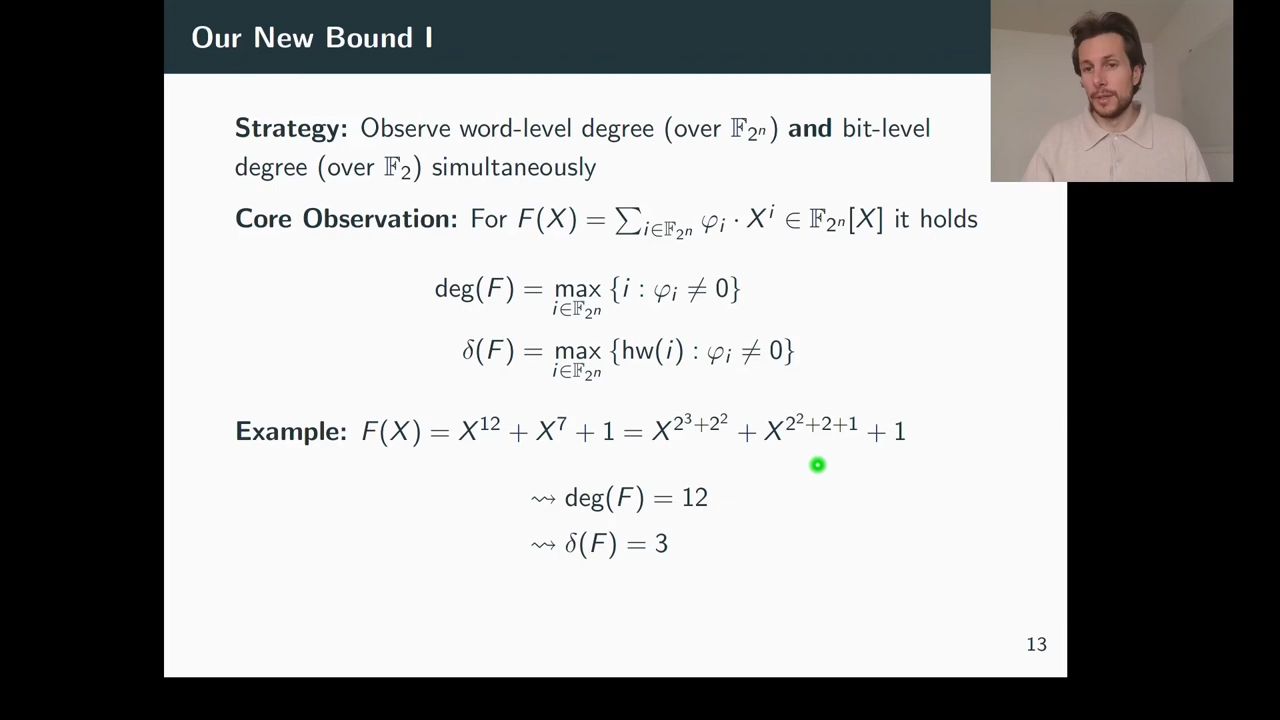 Our New Bound I
Strategy: Observe word-level degree (over 𝔽_{2^n}) and bit-level
degree (over 𝔽_2) simultaneously
Core Observation: For F(X) = ∑_{i∈𝔽_{2^n}} φ_i · X^i ∈ 𝔽_{2^n}[X] it holds
deg(F) = max_{i∈𝔽_{2^n}} {i : φ_i ≠ 0}
δ(F) = max_{i∈𝔽_{2^n}} {hw(i) : φ_i ≠ 0}
Example: F(X) = X^{12} + X^7 + 1 = X^{2^3+2^2} + X^{2^2+2+1} + 1
⇝ deg(F) = 12
⇝ δ(F) = 3
13